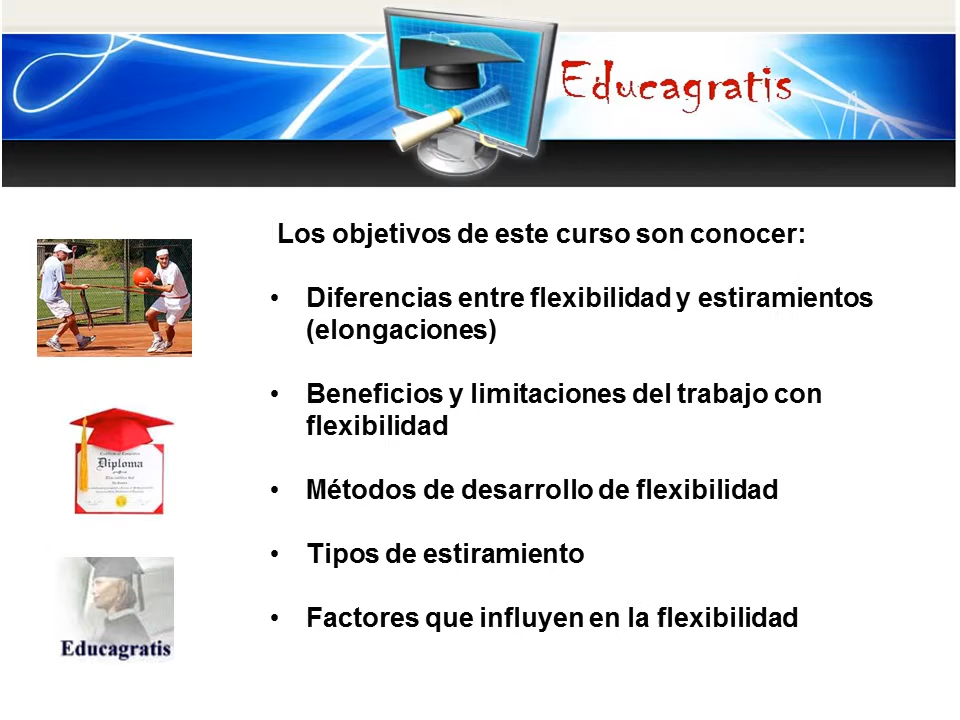 Educagratis
Los objetivos de este curso son conocer:
• Diferencias entre flexibilidad y estiramientos
(elongaciones)
• Beneficios y limitaciones del trabajo con
flexibilidad
• Métodos de desarrollo de flexibilidad
• Tipos de estiramiento
• Factores que influyen en la flexibilidad
Diploma
Educagratis